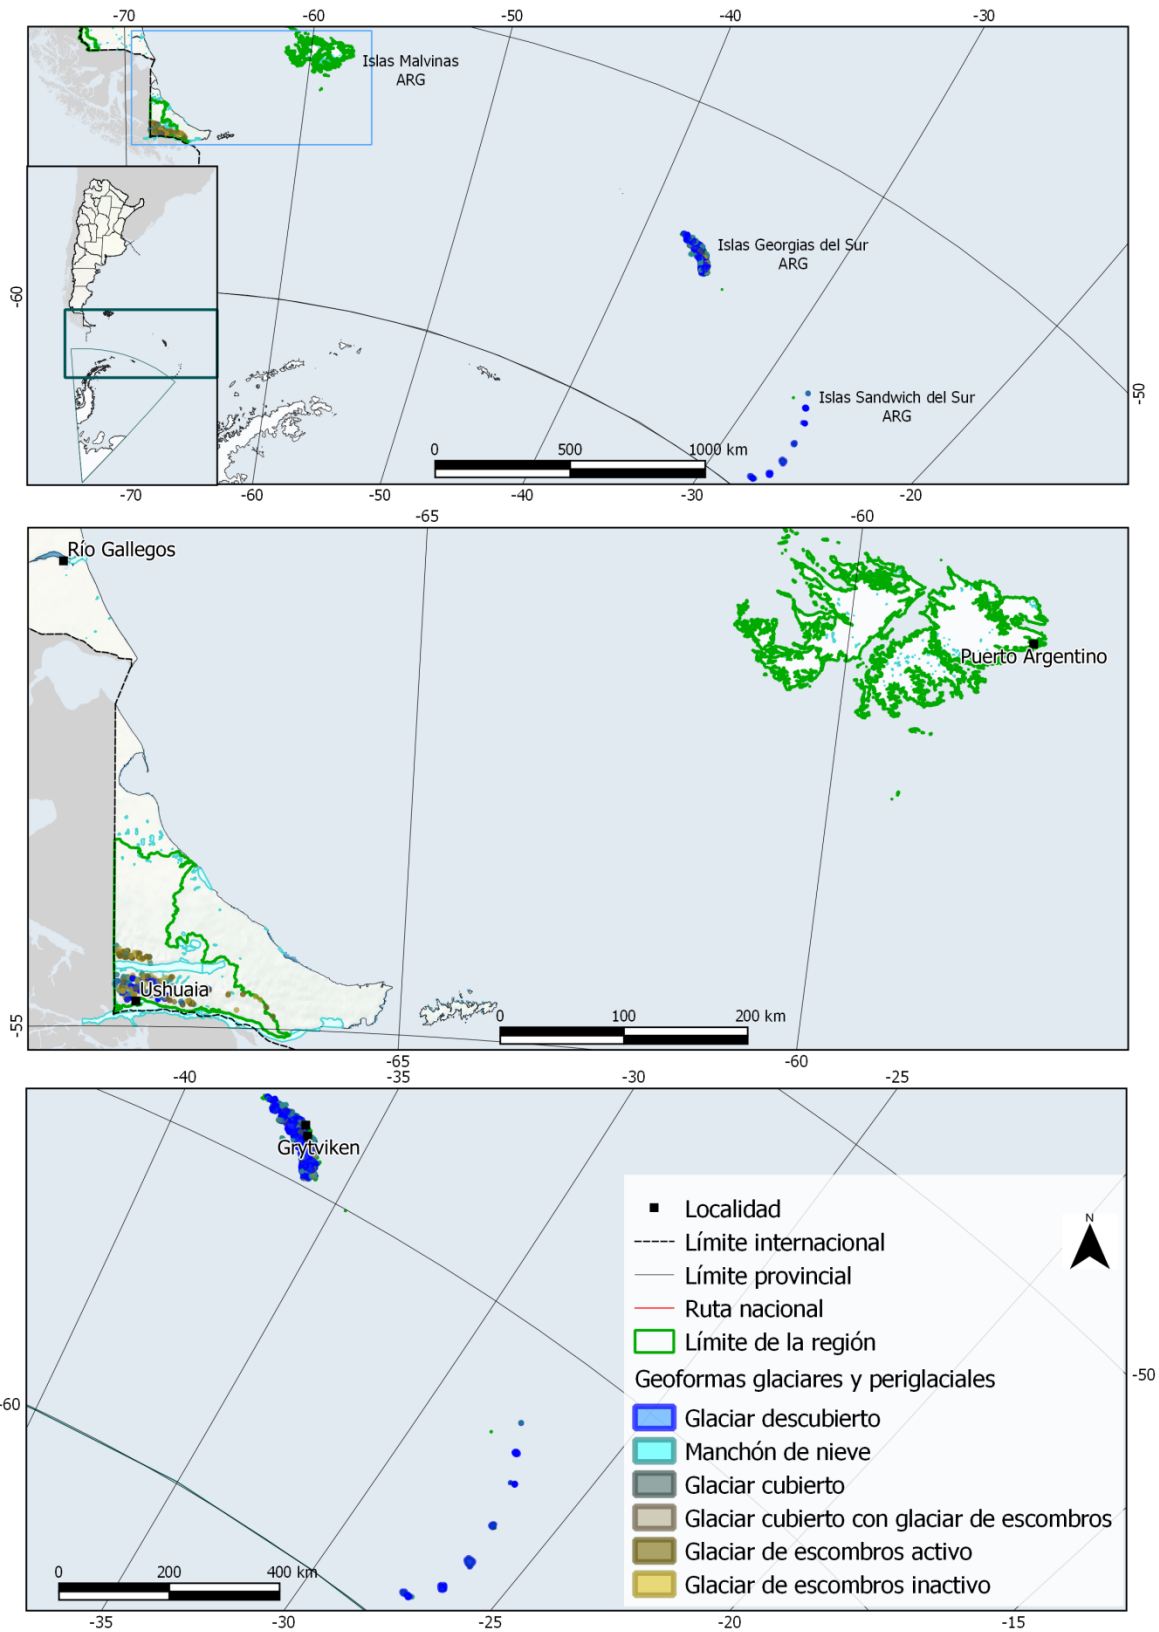 -70
-60
-50
-40
-30
Islas Malvinas
ARG
Islas Georgias del Sur
ARG
-60
Islas Sandwich del Sur
ARG
-50
0
500
1000 km
-70
-60
-50
-40
-30
-20
-65
-60
Río Gallegos
Puerto Argentino
Ushuaia
-55
0
100
200 km
-65
-60
-40
-35
-30
-25
Grytviken
N
Localidad
Límite internacional
Límite provincial
Ruta nacional
Límite de la región
Geoformas glaciares y periglaciales
Glaciar descubierto
Manchón de nieve
Glaciar cubierto
Glaciar cubierto con glaciar de escombros
Glaciar de escombros activo
Glaciar de escombros inactivo
-60
-50
0
200
400 km
-35
-30
-25
-20
-15